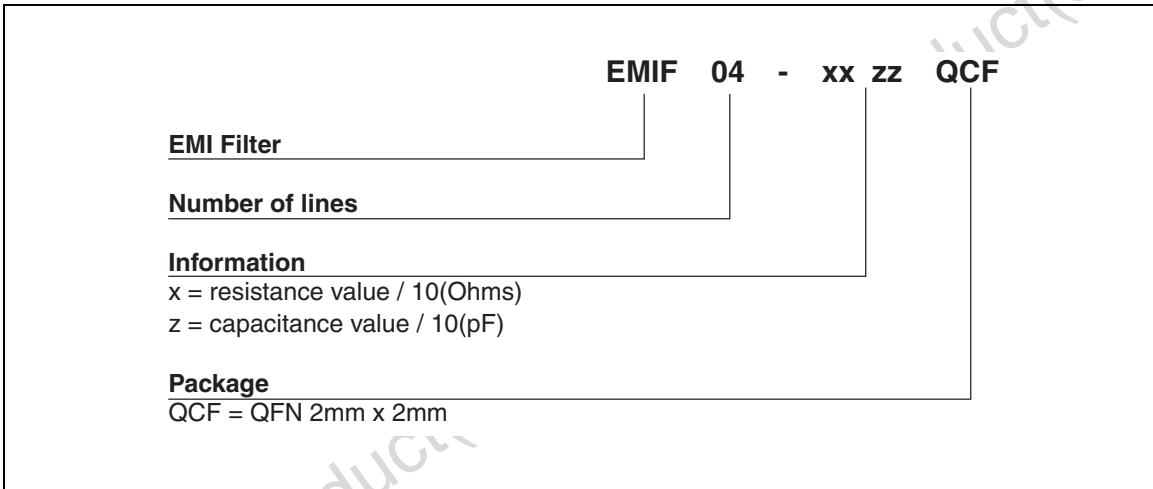 EMIF 04 - xx zz QCF
EMI Filter
Number of lines
Information
x = resistance value / 10(Ohms)
z = capacitance value / 10(pF)
Package
QCF = QFN 2mm x 2mm